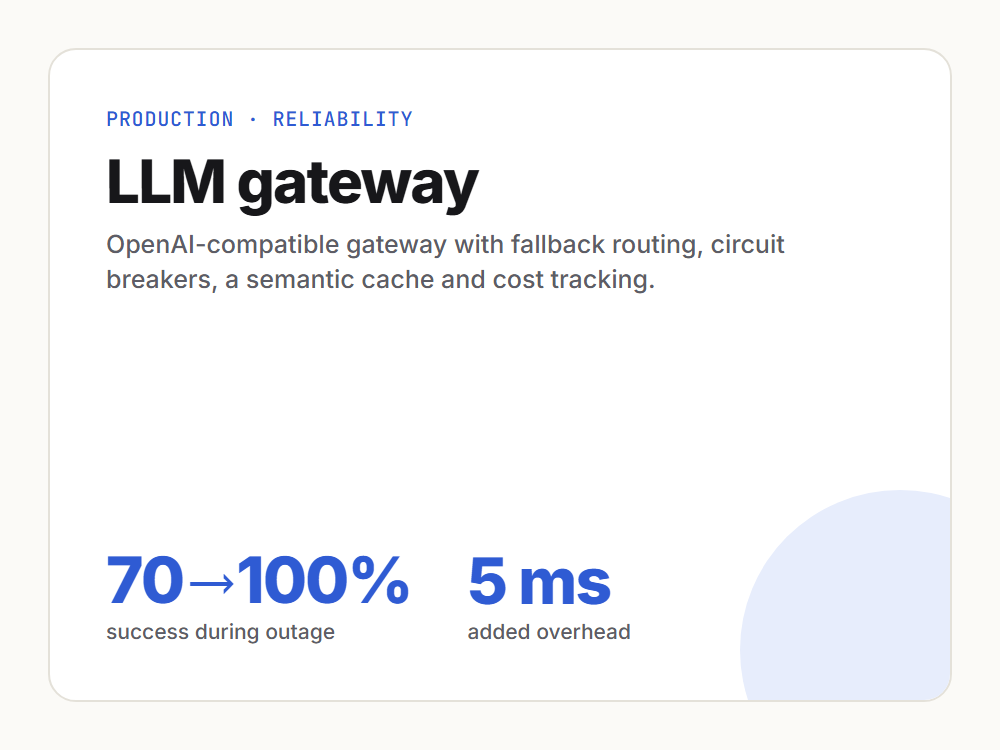 PRODUCTION · RELIABILITY
LLM gateway
OpenAI-compatible gateway with fallback routing, circuit
breakers, a semantic cache and cost tracking.
70→100%
success during outage
5 ms
added overhead